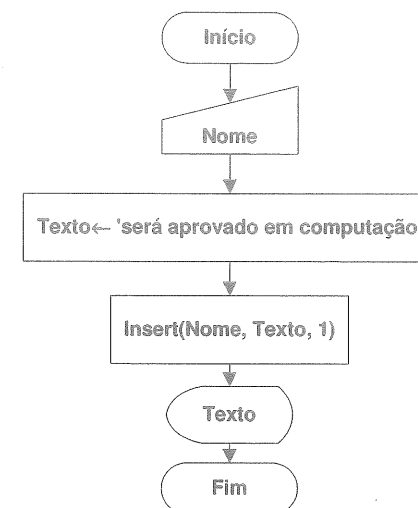 Início
Nome
Texto← 'será aprovado em computação
Insert(Nome, Texto, 1)
Texto
Fim